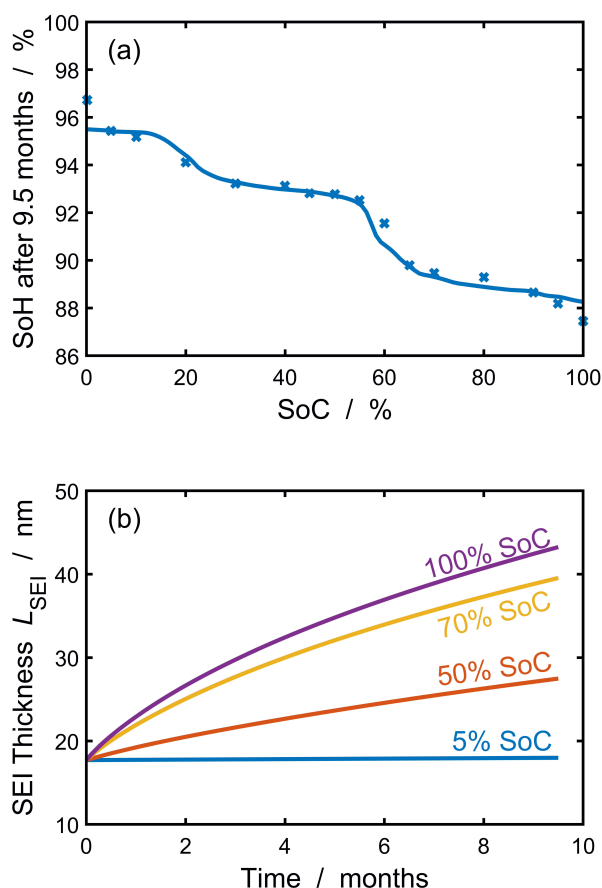 100
98
96
94
92
90
88
86
SoH after 9.5 months / %
(a)
0 20 40 60 80 100
SoC / %
50
40
30
20
10
SEI Thickness L_SEI / nm
(b)
100% SoC
70% SoC
50% SoC
5% SoC
0 2 4 6 8 10
Time / months